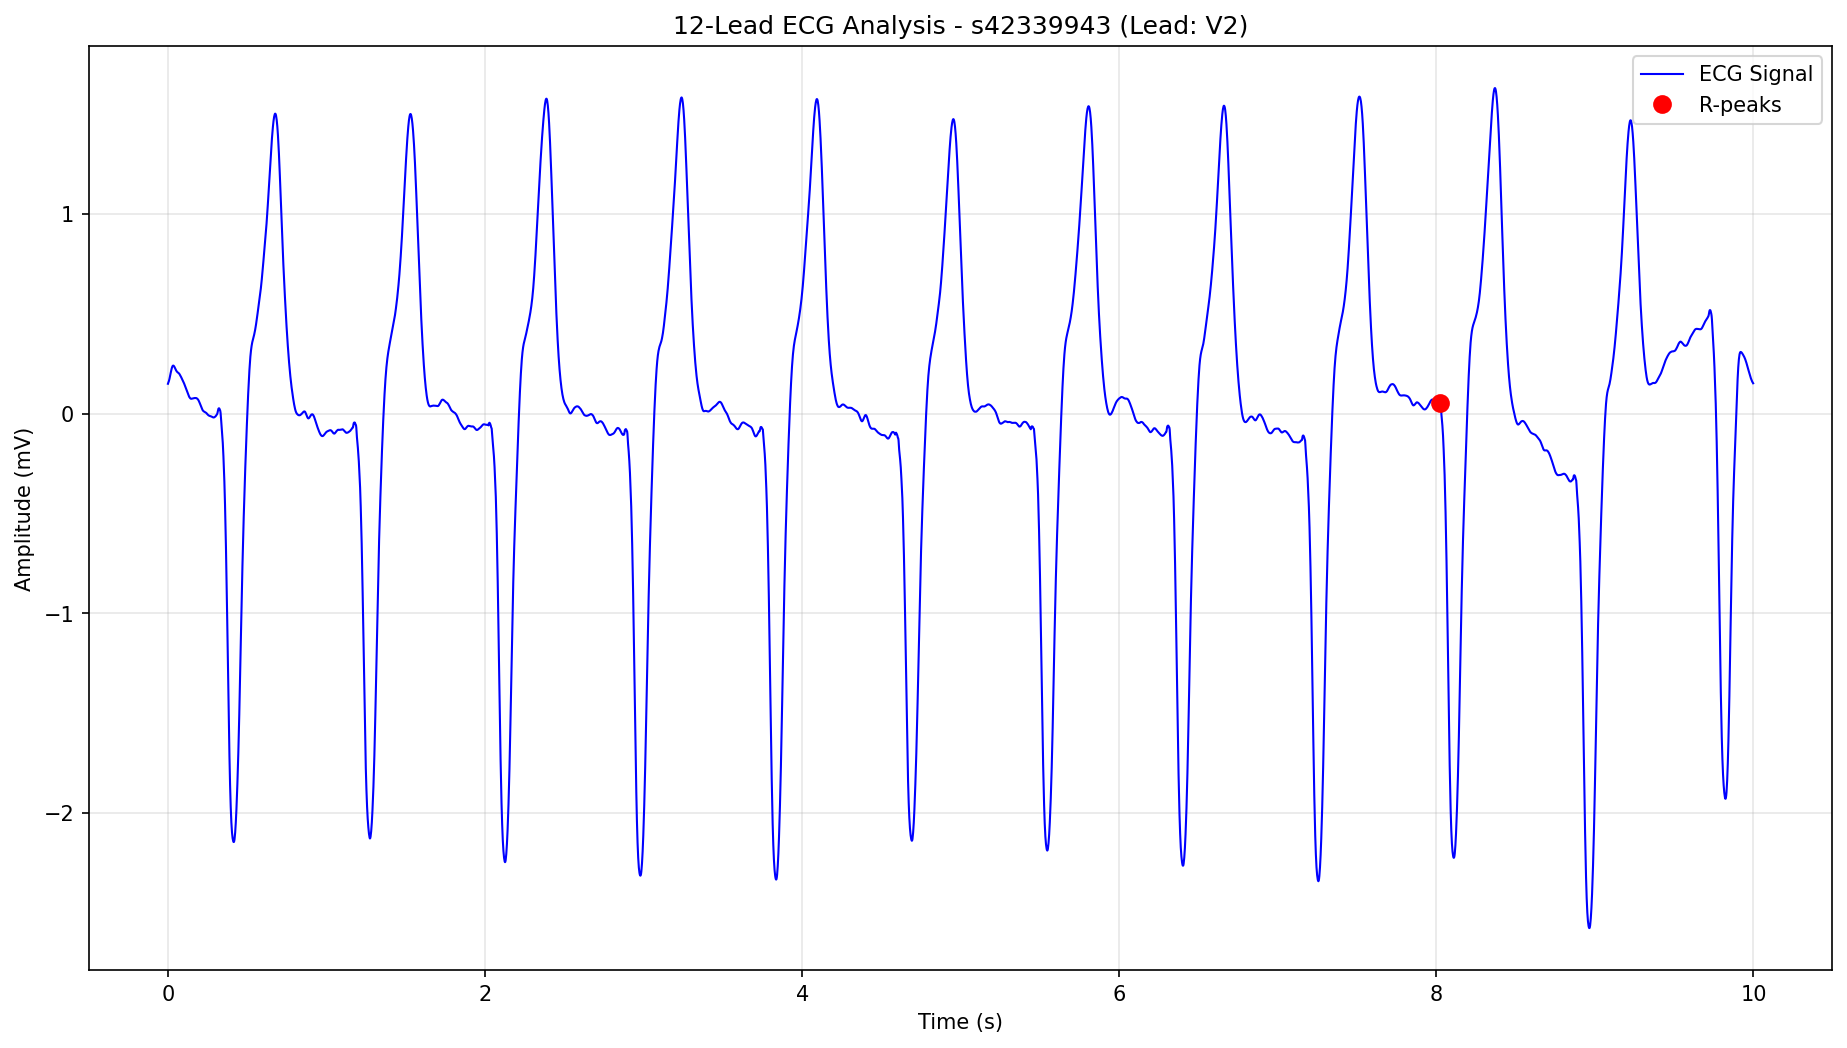 12-Lead ECG Analysis - s42339943 (Lead: V2)
ECG Signal
R-peaks
Amplitude (mV)
1
0
−1
−2
0 2 4 6 8 10
Time (s)